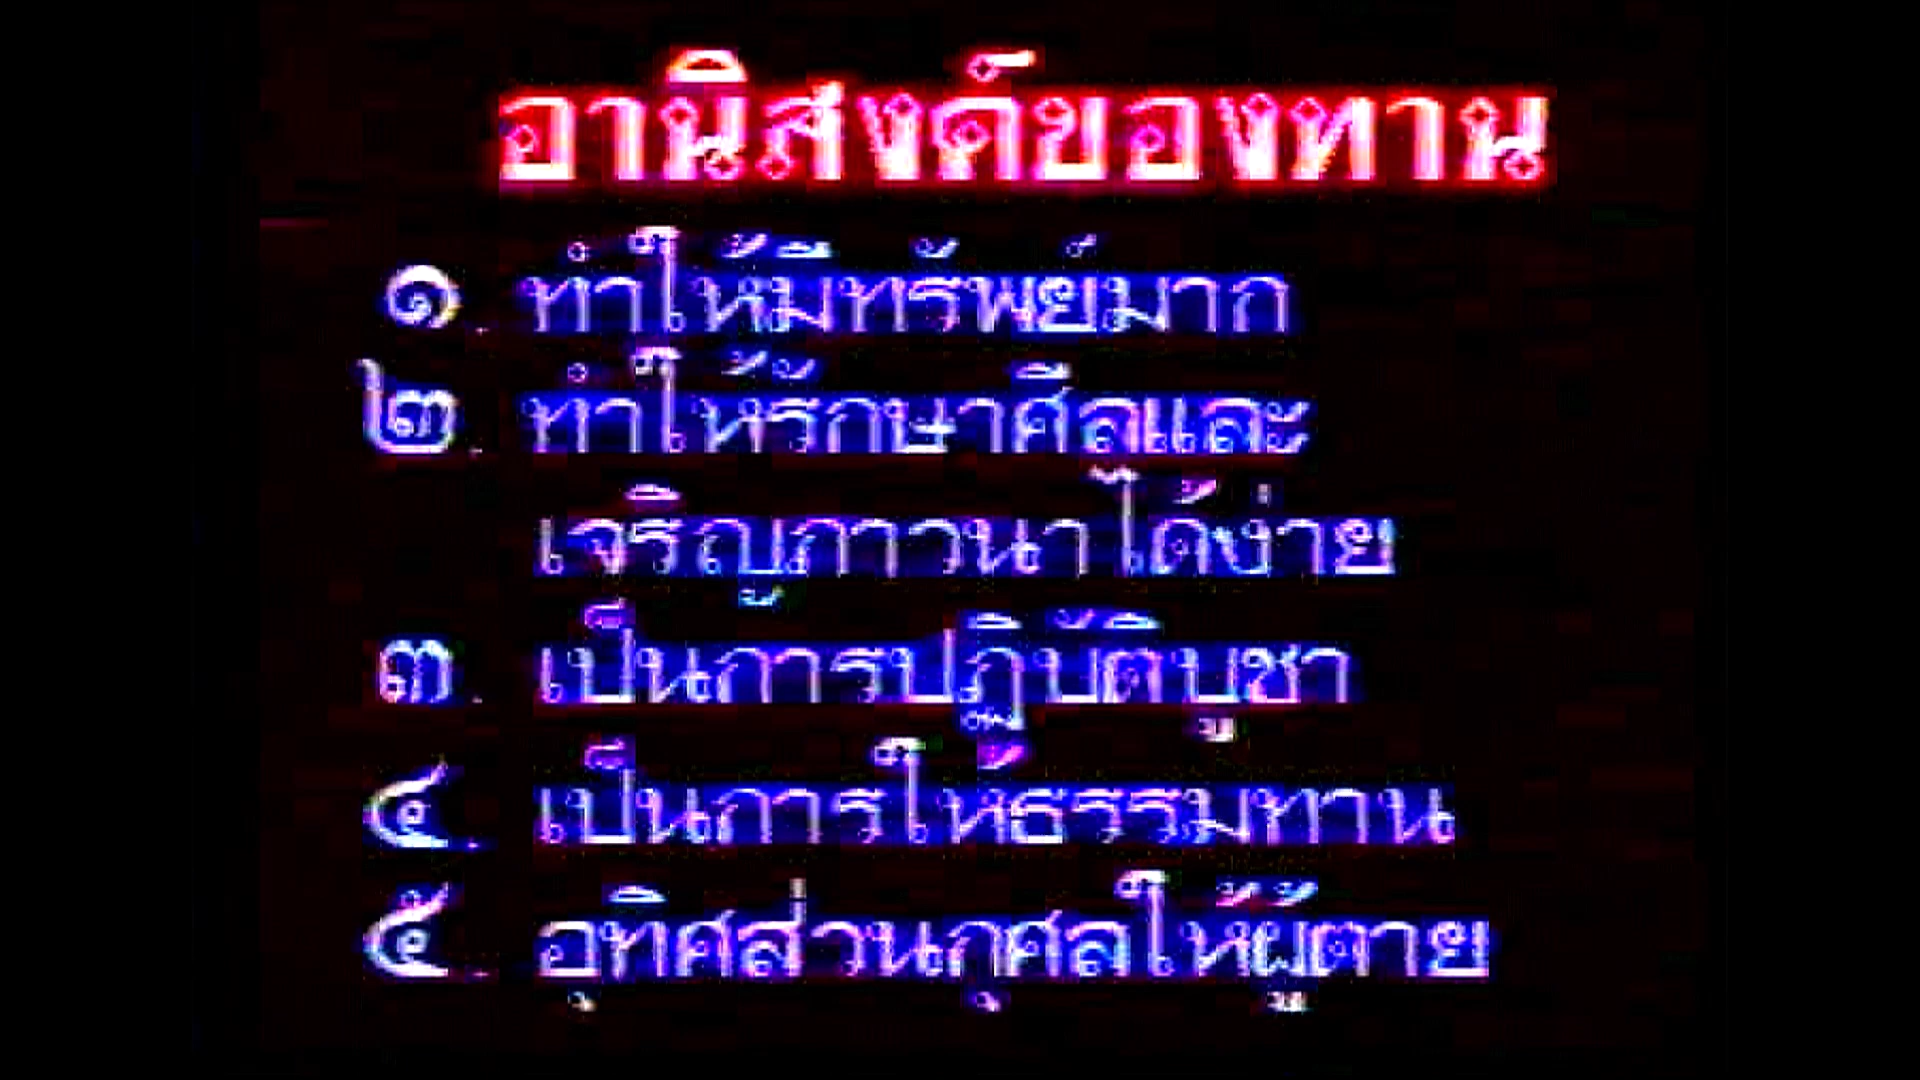 อานิสงค์ของทาน
๑. ทำให้มีทรัพย์มาก
๒. ทำให้รักษาศีลและ
เจริญภาวนาได้ง่าย
๓. เป็นการปฏิบัติบูชา
๔. เป็นการให้ธรรมทาน
๕. อุทิศส่วนกุศลให้ผู้ตาย